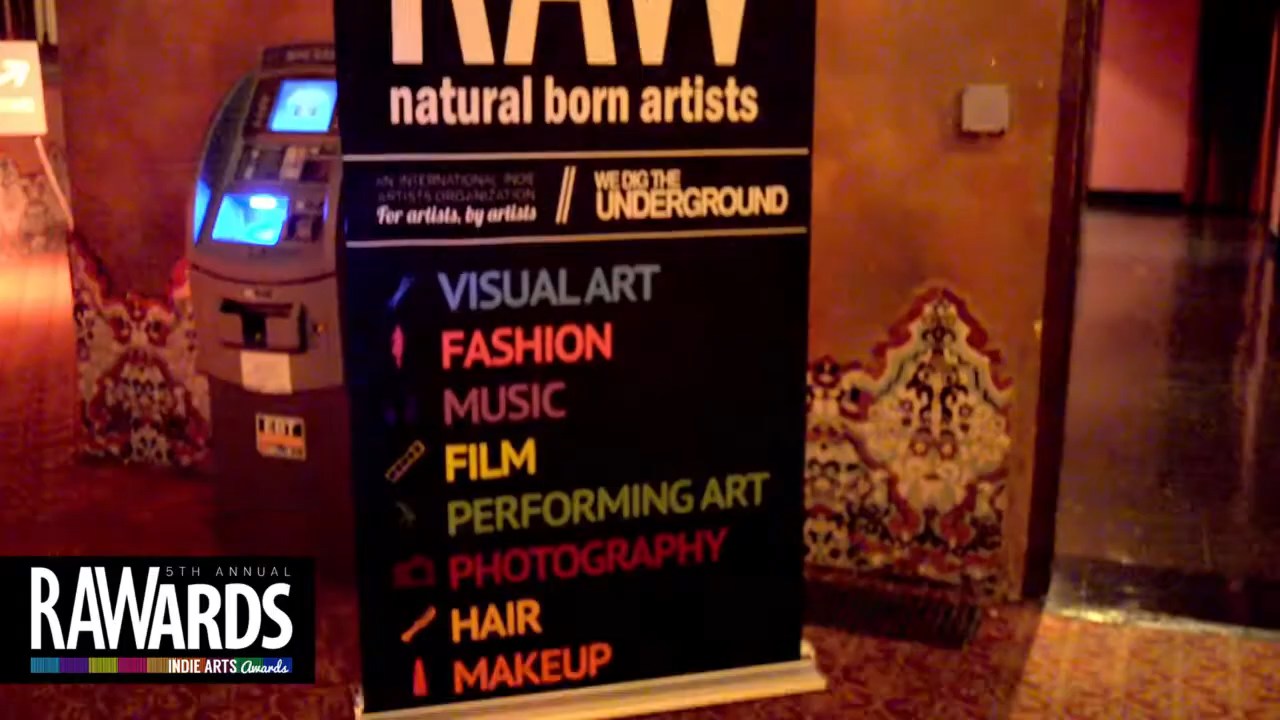 RAW
natural born artists
AN INTERNATIONAL INDIE
ARTISTS ORGANIZATION
For artists, by artists
WE DIG THE
UNDERGROUND
VISUAL ART
FASHION
MUSIC
FILM
PERFORMING ART
PHOTOGRAPHY
HAIR
MAKEUP
5TH ANNUAL
RAWARDS
INDIE ARTS Awards